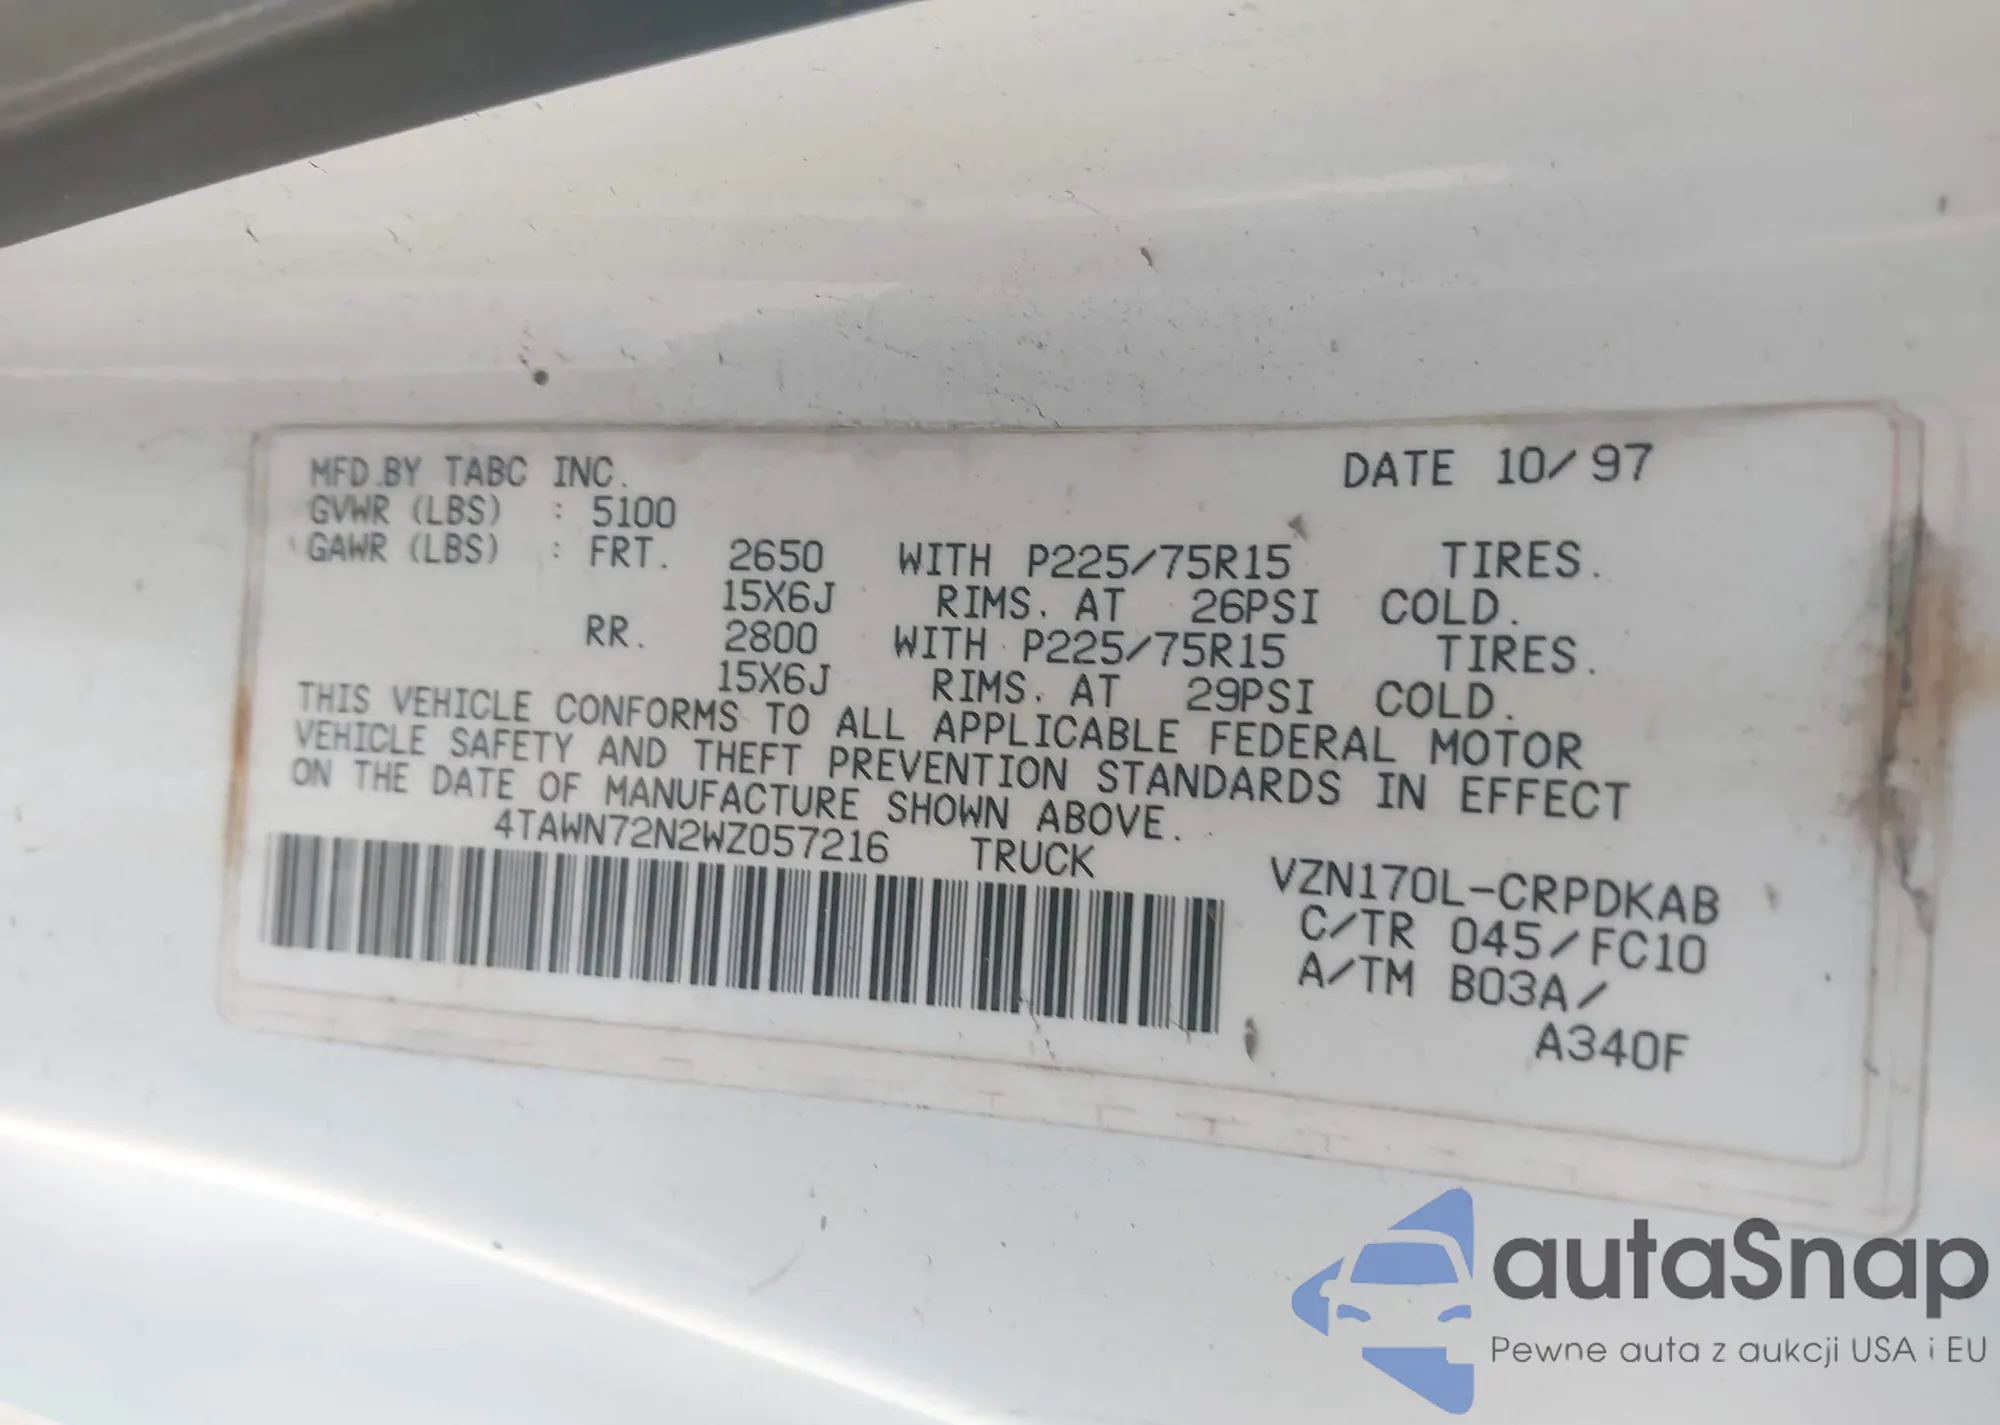 MFD.BY TABC INC. DATE 10/97
GVWR (LBS) : 5100
GAWR (LBS) : FRT. 2650 WITH P225/75R15 TIRES.
15X6J RIMS. AT 26PSI COLD.
RR. 2800 WITH P225/75R15 TIRES.
15X6J RIMS. AT 29PSI COLD.
THIS VEHICLE CONFORMS TO ALL APPLICABLE FEDERAL MOTOR
VEHICLE SAFETY AND THEFT PREVENTION STANDARDS IN EFFECT
ON THE DATE OF MANUFACTURE SHOWN ABOVE.
4TAWN72N2WZ057216 TRUCK
VZN170L-CRPDKAB
C/TR 045/FC10
A/TM B03A/
A340F
autaSnap
Pewne auta z aukcji USA i EU